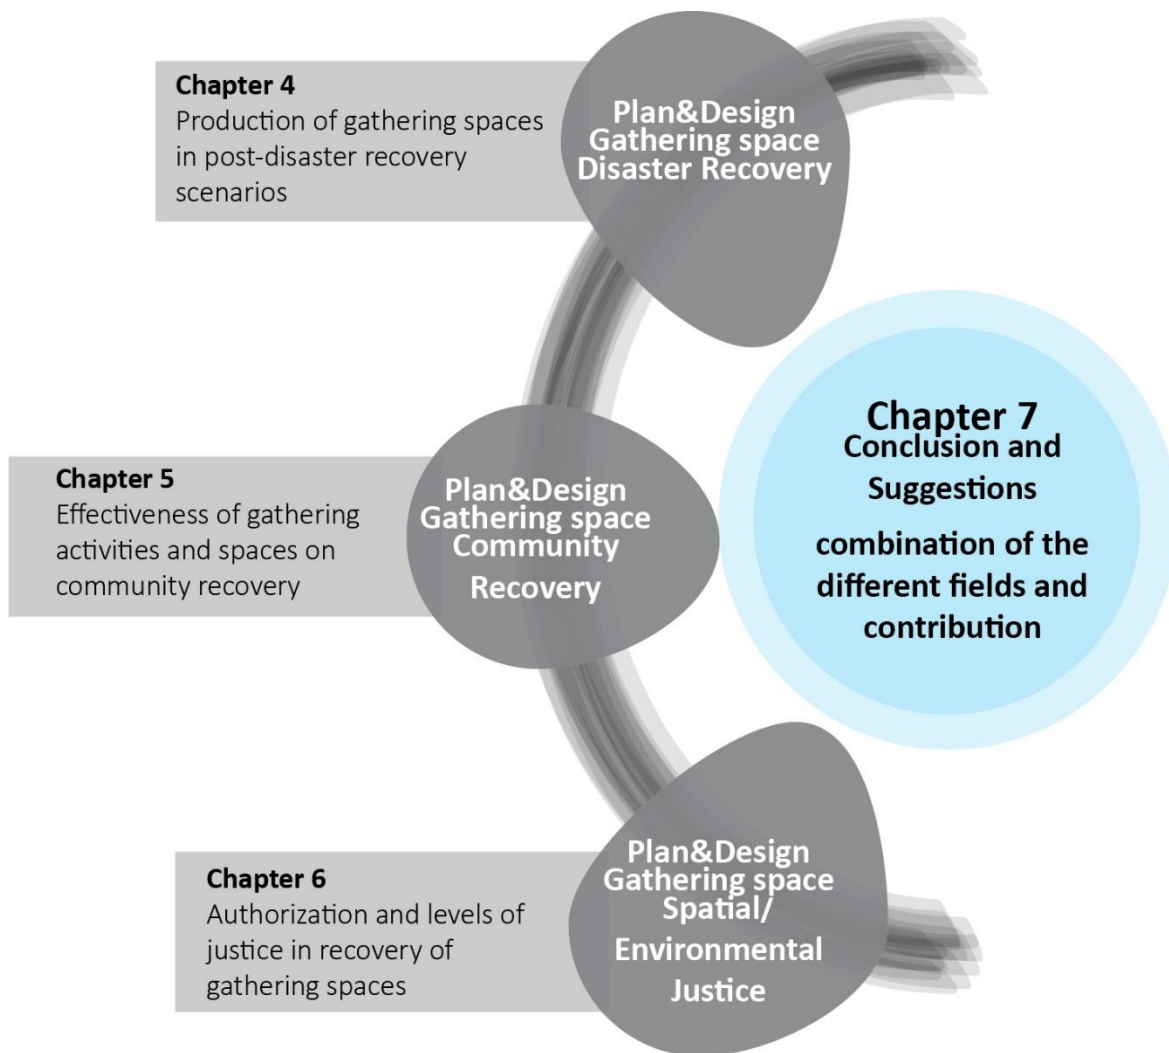 Chapter 4
Production of gathering spaces
in post-disaster recovery
scenarios
Plan&Design
Gathering space
Disaster Recovery
Chapter 5
Effectiveness of gathering
activities and spaces on
community recovery
Plan&Design
Gathering space
Community
Recovery
Chapter 7
Conclusion and
Suggestions
combination of the
different fields and
contribution
Chapter 6
Authorization and levels of
justice in recovery of
gathering spaces
Plan&Design
Gathering space
Spatial/
Environmental
Justice